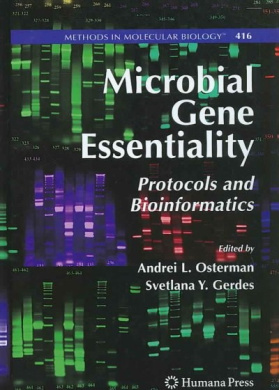 METHODS IN MOLECULAR BIOLOGY™ 416
Microbial
Gene
Essentiality
Protocols and
Bioinformatics
Edited by
Andrei L. Osterman
Svetlana Y. Gerdes
Humana Press